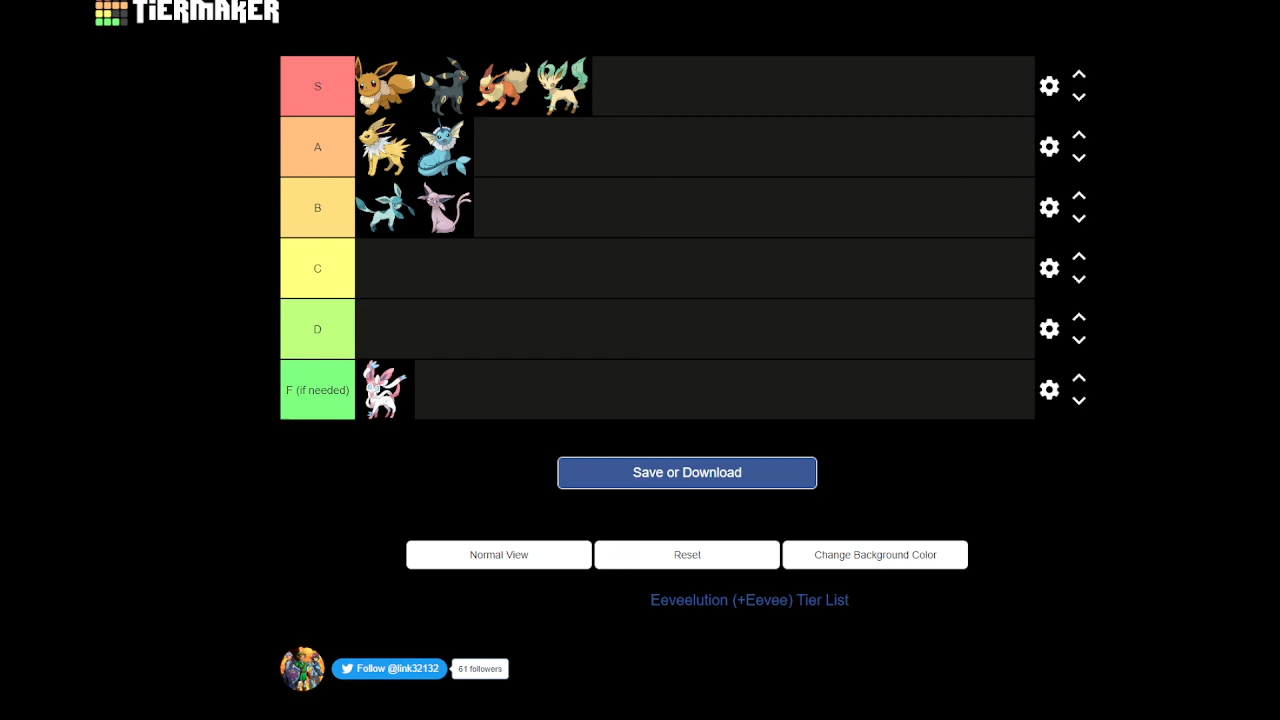 TiERMAKER
S
A
B
C
D
F (if needed)
Save or Download
Normal View
Reset
Change Background Color
Eeveelution (+Eevee) Tier List
Follow @link32132
61 followers